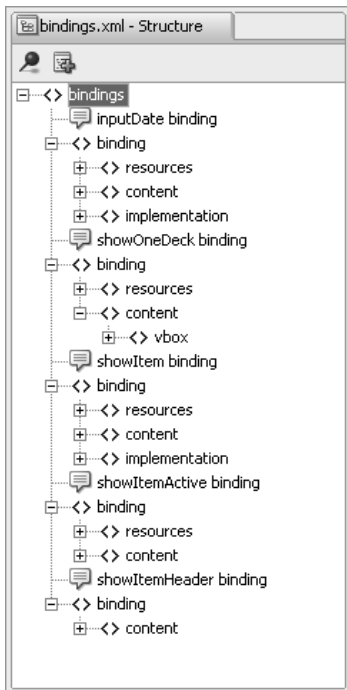 bindings.xml - Structure
<> bindings
inputDate binding
<> binding
<> resources
<> content
<> implementation
showOneDeck binding
<> binding
<> resources
<> content
<> vbox
showItem binding
<> binding
<> resources
<> content
<> implementation
showItemActive binding
<> binding
<> resources
<> content
showItemHeader binding
<> binding
<> content